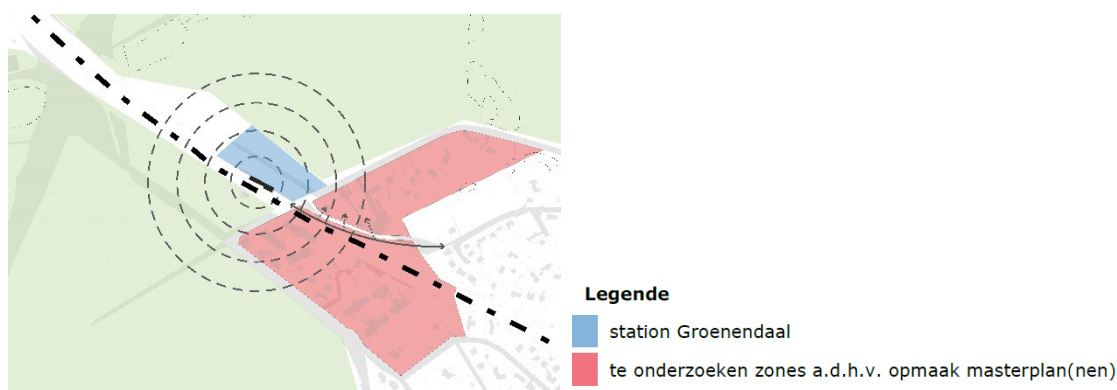 Legende
station Groenendaal
te onderzoeken zones a.d.h.v. opmaak masterplan(nen)